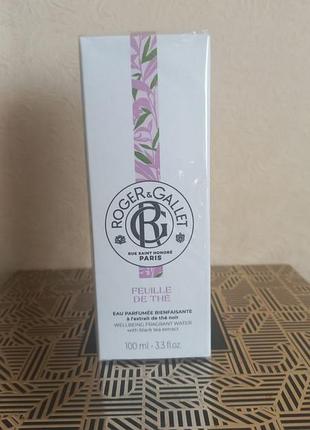 ROGER & GALLET
RG
RUE SAINT HONORÉ
PARIS
FEUILLE
DE THÉ
EAU PARFUMÉE BIENFAISANTE
à l'extrait de thé noir
WELLBEING FRAGRANT WATER
with black tea extract
100 ml - 3.3 fl.oz.